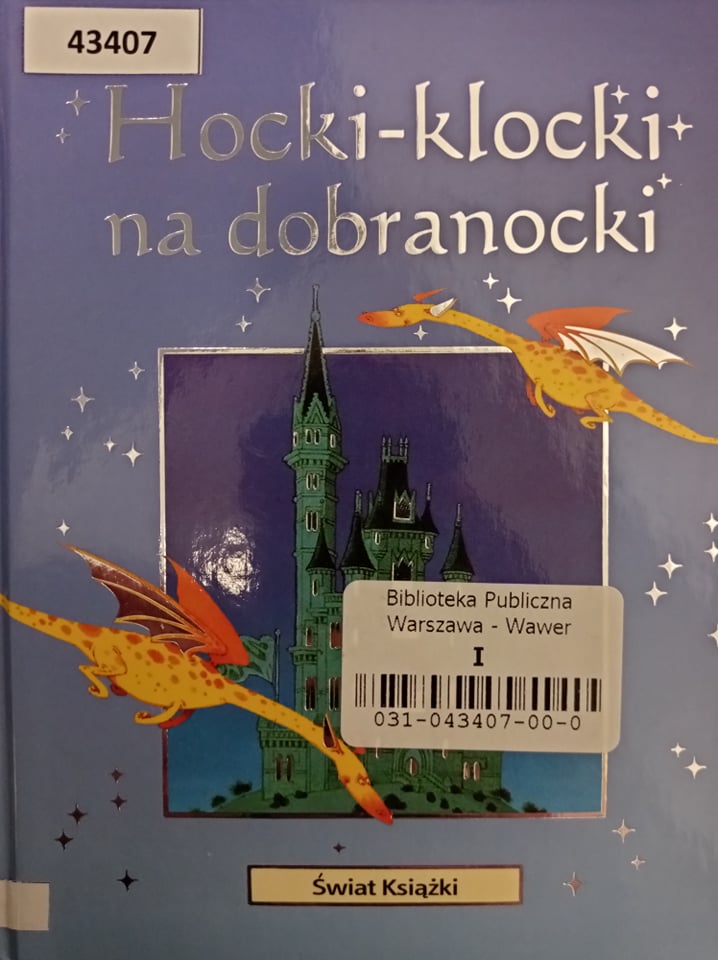 43407
Hocki-klocki
na dobranocki
Biblioteka Publiczna
Warszawa - Wawer
I
031-043407-00-0
Świat Książki